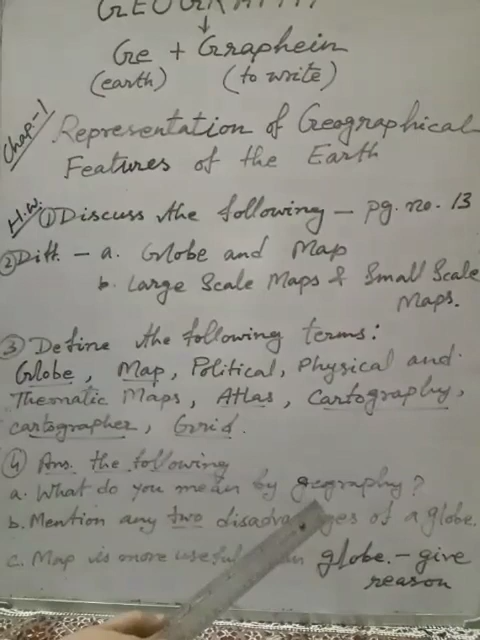 GEOGRAPHY
↓
Ge + Graphein
(earth) (to write)
Chap-1
Representation of Geographical
Features of the Earth
H.W.
① Discuss the following - pg. no. 13
② Diff. - a. Globe and Map
b. Large Scale Maps & Small Scale
Maps.
③ Define the following terms:
Globe, Map, Political, Physical and
Thematic Maps, Atlas, Cartography,
cartographer, Grid.
④ Ans. the following
a. What do you mean by geography?
b. Mention any two of a globe.
c. Map is more useful globe. - give
reason